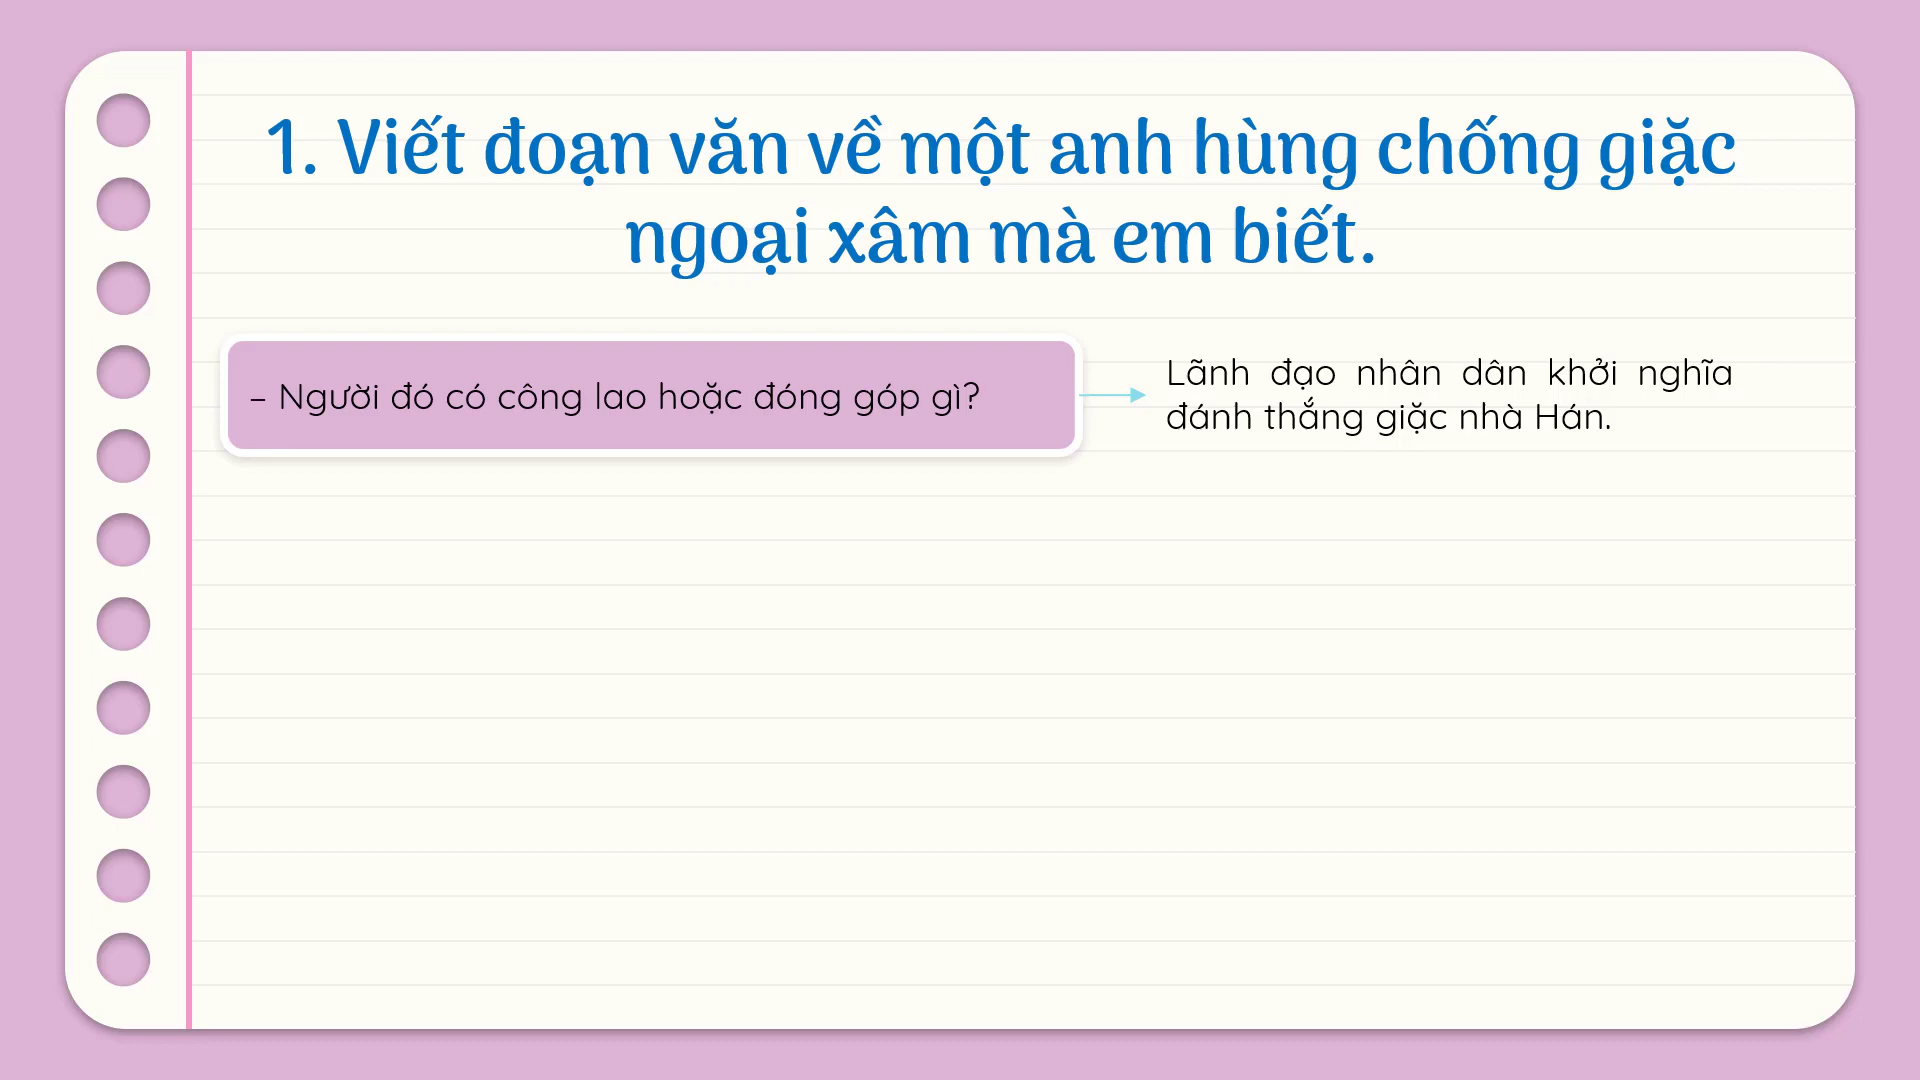 1. Viết đoạn văn về một anh hùng chống giặc
ngoại xâm mà em biết.
– Người đó có công lao hoặc đóng góp gì?
Lãnh đạo nhân dân khởi nghĩa
đánh thắng giặc nhà Hán.